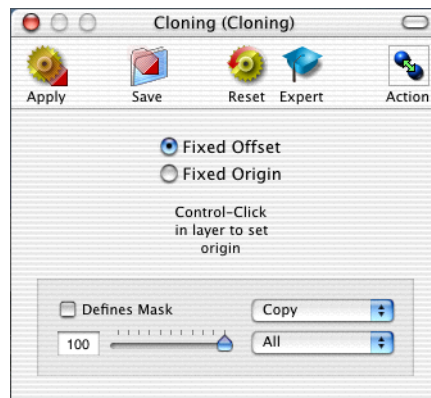 Cloning (Cloning)
Apply Save Reset Expert Action
Fixed Offset
Fixed Origin
Control-Click
in layer to set
origin
Defines Mask Copy
100 All